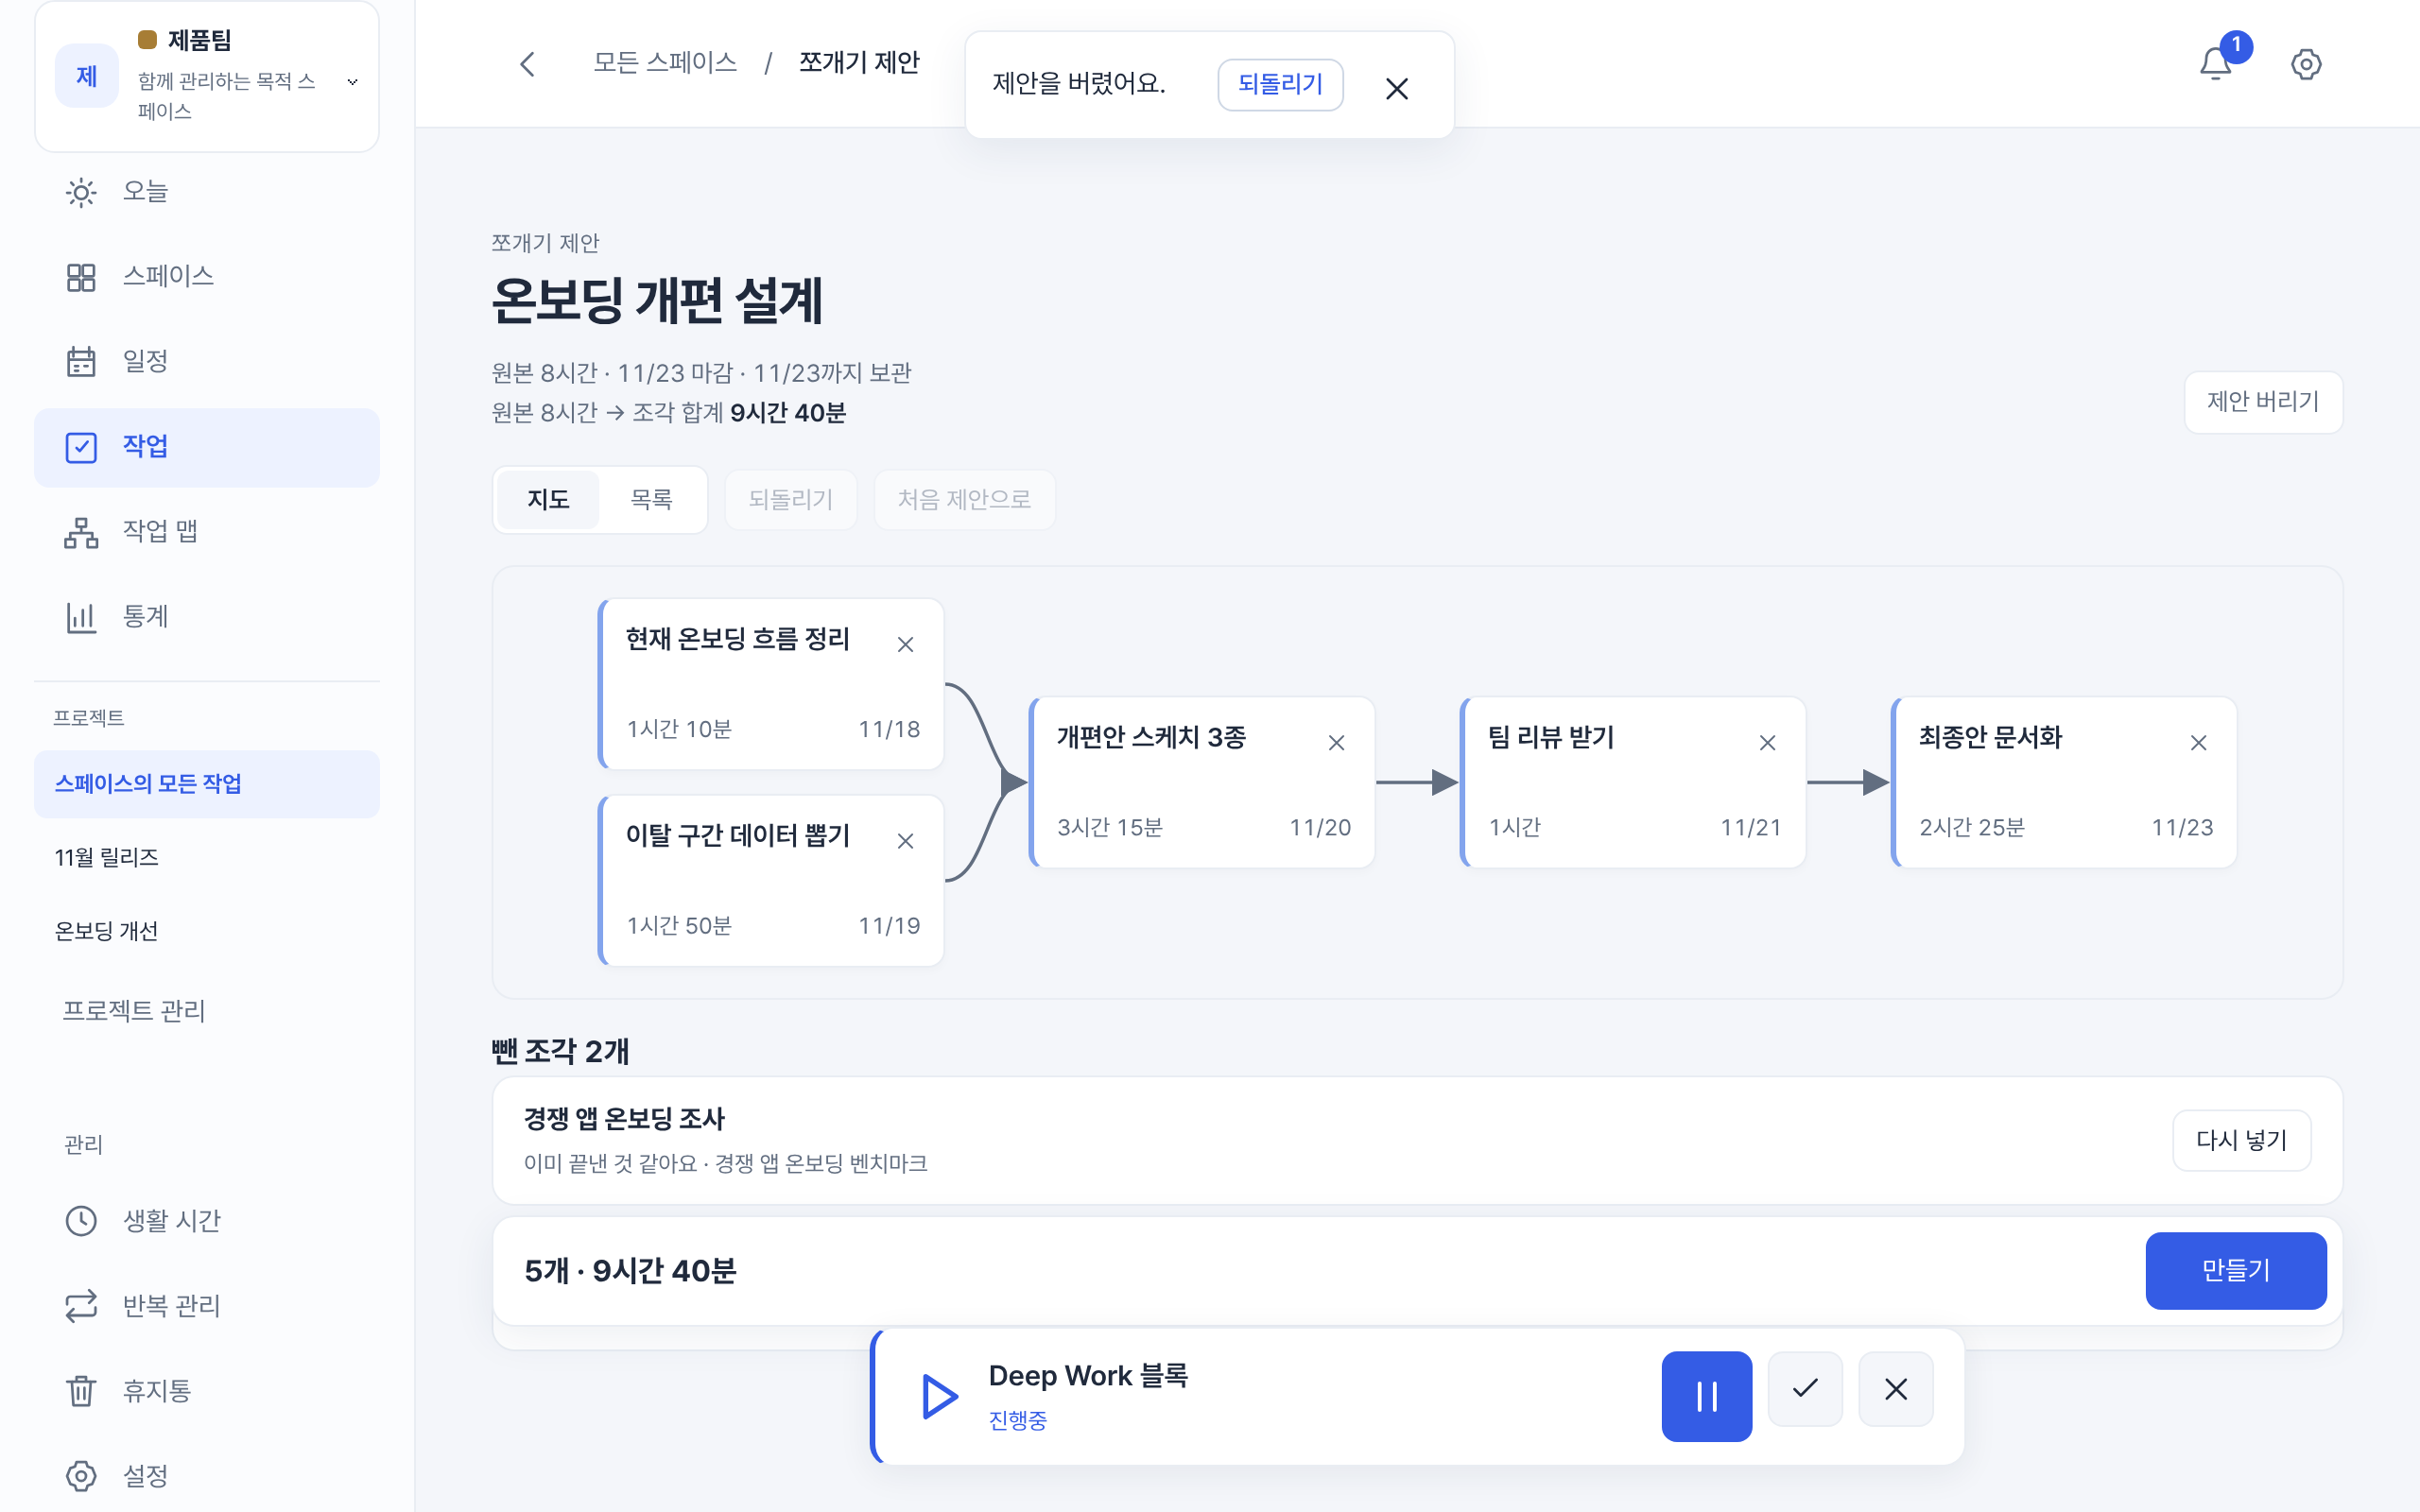 제
제품팀
함께 관리하는 목적 스
페이스
오늘
스페이스
일정
작업
작업 맵
통계
프로젝트
스페이스의 모든 작업
11월 릴리즈
온보딩 개선
프로젝트 관리
관리
생활 시간
반복 관리
휴지통
설정
모든 스페이스 / 쪼개기 제안
제안을 버렸어요. 되돌리기
1
쪼개기 제안
온보딩 개편 설계
원본 8시간 · 11/23 마감 · 11/23까지 보관
원본 8시간 → 조각 합계 9시간 40분
제안 버리기
지도 목록 되돌리기 처음 제안으로
현재 온보딩 흐름 정리
1시간 10분 11/18
이탈 구간 데이터 뽑기
1시간 50분 11/19
개편안 스케치 3종
3시간 15분 11/20
팀 리뷰 받기
1시간 11/21
최종안 문서화
2시간 25분 11/23
뺀 조각 2개
경쟁 앱 온보딩 조사
이미 끝낸 것 같아요 · 경쟁 앱 온보딩 벤치마크
다시 넣기
5개 · 9시간 40분
만들기
Deep Work 블록
진행중